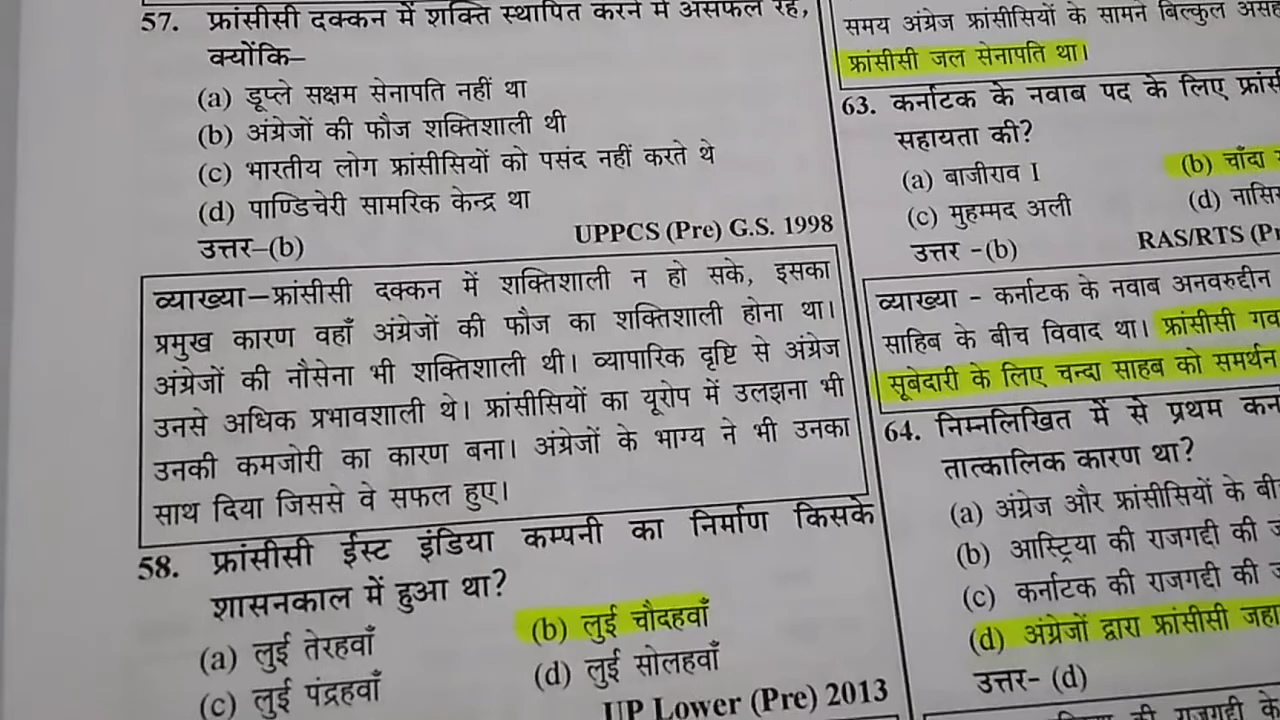 57. फ्रांसीसी दक्कन में शक्ति स्थापित करने में असफल रहे,
क्योंकि–
(a) डूप्ले सक्षम सेनापति नहीं था
(b) अंग्रेजों की फौज शक्तिशाली थी
(c) भारतीय लोग फ्रांसीसियों को पसंद नहीं करते थे
(d) पाण्डिचेरी सामरिक केन्द्र था
UPPCS (Pre) G.S. 1998
उत्तर–(b)
व्याख्या–फ्रांसीसी दक्कन में शक्तिशाली न हो सके, इसका
प्रमुख कारण वहाँ अंग्रेजों की फौज का शक्तिशाली होना था।
अंग्रेजों की नौसेना भी शक्तिशाली थी। व्यापारिक दृष्टि से अंग्रेज
उनसे अधिक प्रभावशाली थे। फ्रांसीसियों का यूरोप में उलझना भी
उनकी कमजोरी का कारण बना। अंग्रेजों के भाग्य ने भी उनका
साथ दिया जिससे वे सफल हुए।
58. फ्रांसीसी ईस्ट इंडिया कम्पनी का निर्माण किसके
शासनकाल में हुआ था?
(a) लुई तेरहवाँ (b) लुई चौदहवाँ
(c) लुई पंद्रहवाँ (d) लुई सोलहवाँ
UP Lower (Pre) 2013
समय अंग्रेज फ्रांसीसियों के सामने बिल्कुल
फ्रांसीसी जल सेनापति था।
63. कर्नाटक के नवाब पद के लिए
सहायता की?
(a) बाजीराव I (b) चाँदा
(c) मुहम्मद अली (d)
RAS/RTS
उत्तर -(b)
व्याख्या - कर्नाटक के नवाब अनवरुद्दीन
साहिब के बीच विवाद था। फ्रांसीसी
सूबेदारी के लिए चन्दा साहब को समर्थन
64. निम्नलिखित में से प्रथम
तात्कालिक कारण था?
(a) अंग्रेज और फ्रांसीसियों के
(b) आस्ट्रिया की राजगद्दी की
(c) कर्नाटक की राजगद्दी की
(d) अंग्रेजों द्वारा फ्रांसीसी
उत्तर- (d)